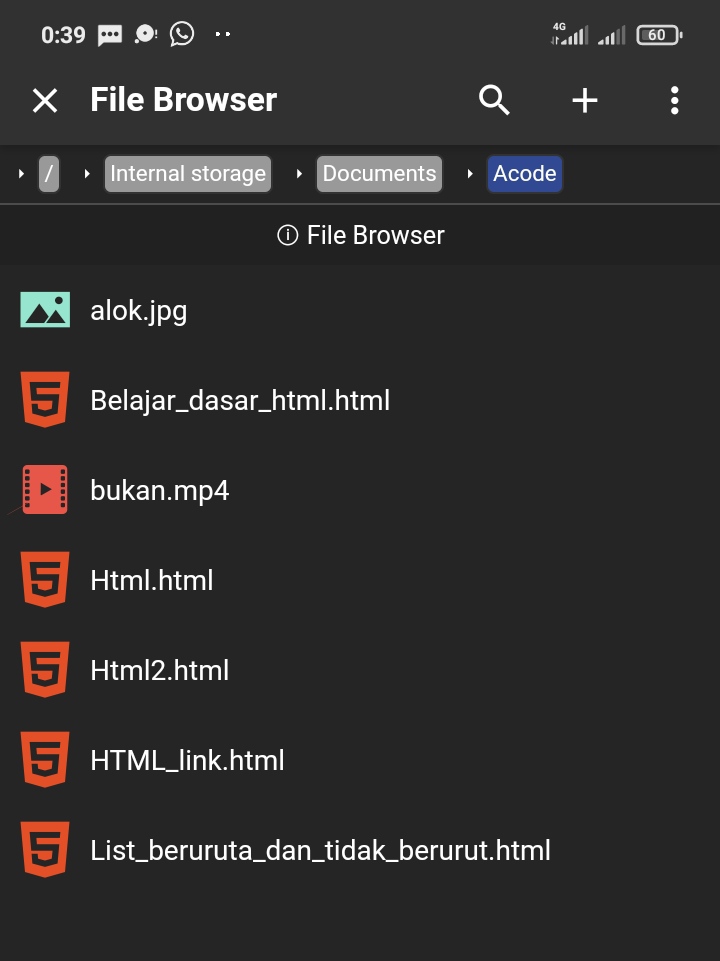 0:39 4G 60
File Browser
/ Internal storage Documents Acode
File Browser
alok.jpg
Belajar_dasar_html.html
bukan.mp4
Html.html
Html2.html
HTML_link.html
List_beruruta_dan_tidak_berurut.html